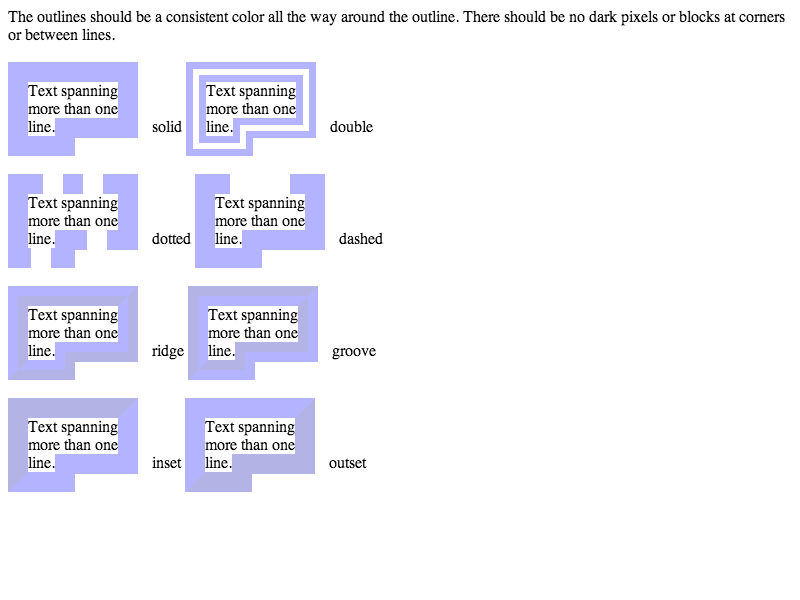 The outlines should be a consistent color all the way around the outline. There should be no dark pixels or blocks at corners
or between lines.
Text spanning
more than one
line.
solid
Text spanning
more than one
line.
double
Text spanning
more than one
line.
dotted
Text spanning
more than one
line.
dashed
Text spanning
more than one
line.
ridge
Text spanning
more than one
line.
groove
Text spanning
more than one
line.
inset
Text spanning
more than one
line.
outset